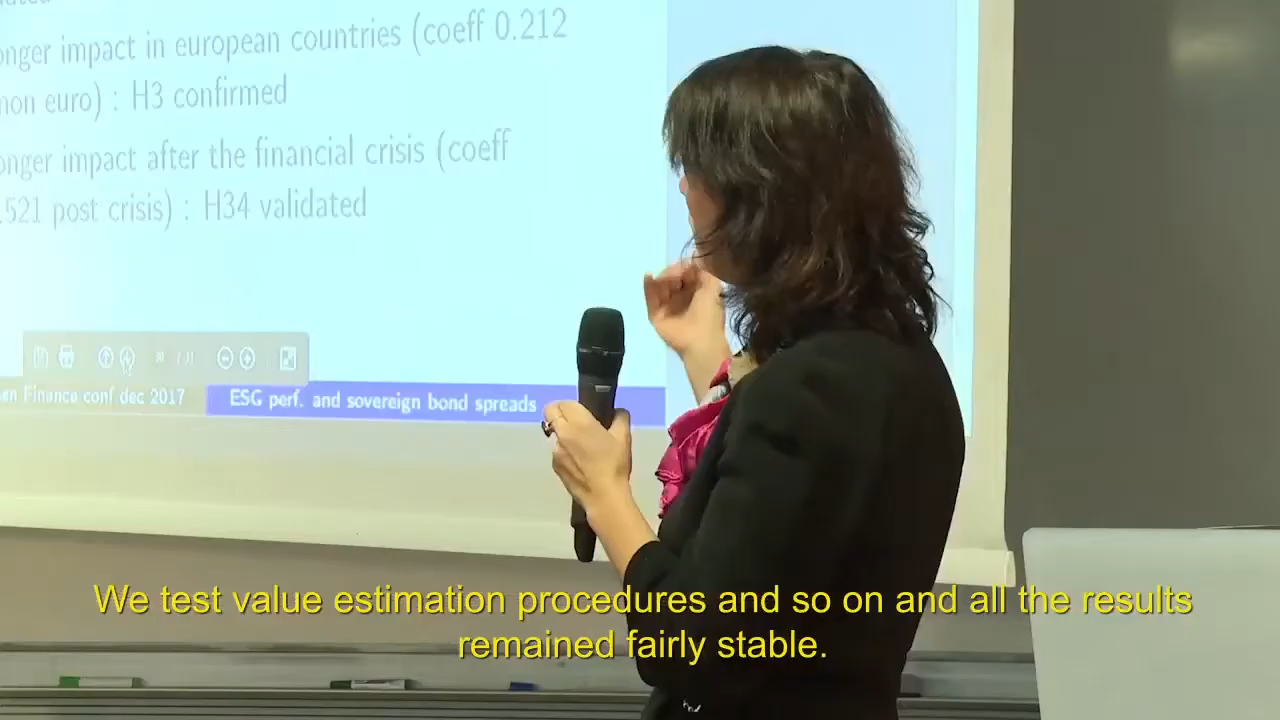 onger impact in european countries (coeff 0.212
non euro) : H3 confirmed
onger impact after the financial crisis (coeff
.521 post crisis) : H34 validated
en Finance conf dec 2017
ESG perf. and sovereign bond spreads
We test value estimation procedures and so on and all the results
remained fairly stable.